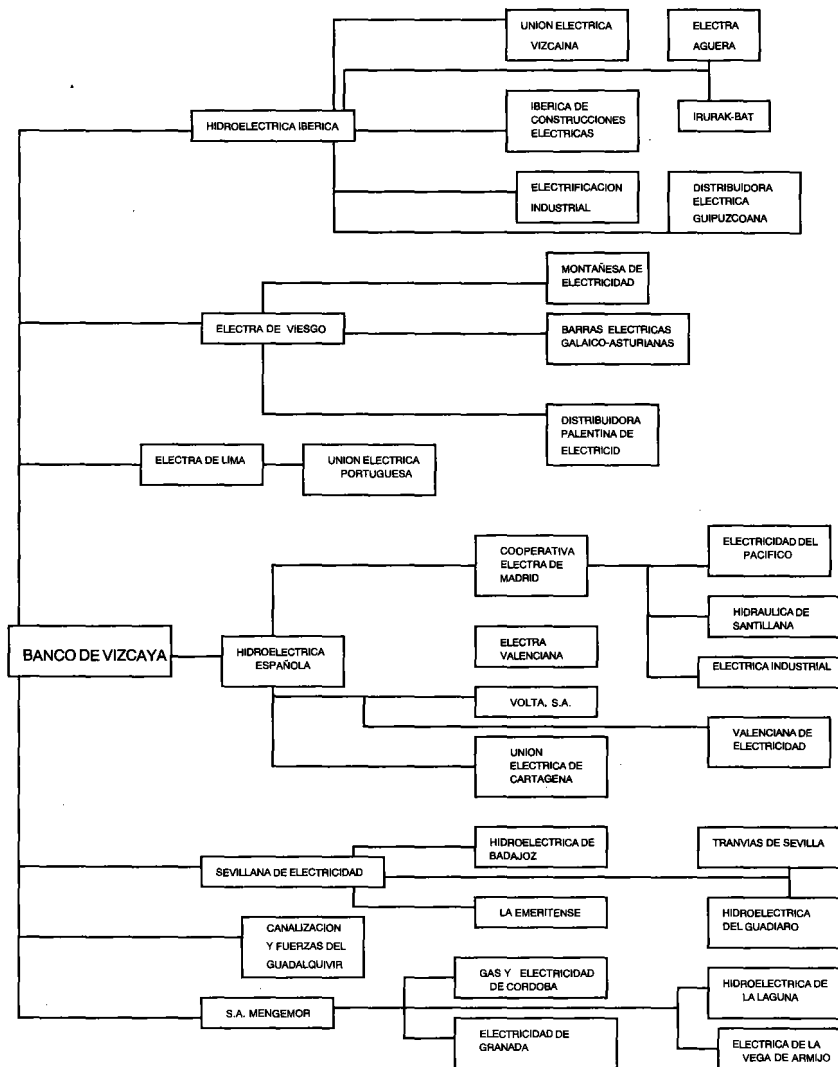 UNION ELECTRICA
VIZCAINA
ELECTRA
AGUERA
HIDROELECTRICA IBERICA
IBERICA DE
CONSTRUCCIONES
ELECTRICAS
IRURAK-BAT
ELECTRIFICACION
INDUSTRIAL
DISTRIBUIDORA
ELECTRICA
GUIPUZCOANA
MONTAÑESA DE
ELECTRICIDAD
ELECTRA DE VIESGO
BARRAS ELECTRICAS
GALAICO-ASTURIANAS
DISTRIBUIDORA
PALENTINA DE
ELECTRICID
ELECTRA DE LIMA
UNION ELECTRICA
PORTUGUESA
COOPERATIVA
ELECTRA DE
MADRID
ELECTRICIDAD DEL
PACIFICO
HIDRAULICA DE
SANTILLANA
BANCO DE VIZCAYA
HIDROELECTRICA
ESPAÑOLA
ELECTRA
VALENCIANA
ELECTRICA INDUSTRIAL
VOLTA, S.A.
VALENCIANA DE
ELECTRICIDAD
UNION
ELECTRICA DE
CARTAGENA
HIDROELECTRICA DE
BADAJOZ
TRANVIAS DE SEVILLA
SEVILLANA DE ELECTRICIDAD
LA EMERITENSE
HIDROELECTRICA
DEL GUADIARO
CANALIZACION
Y FUERZAS DEL
GUADALQUIVIR
GAS Y ELECTRICIDAD
DE CORDOBA
HIDROELECTRICA DE
LA LAGUNA
S.A. MENGEMOR
ELECTRICIDAD DE
GRANADA
ELECTRICA DE LA
VEGA DE ARMIJO